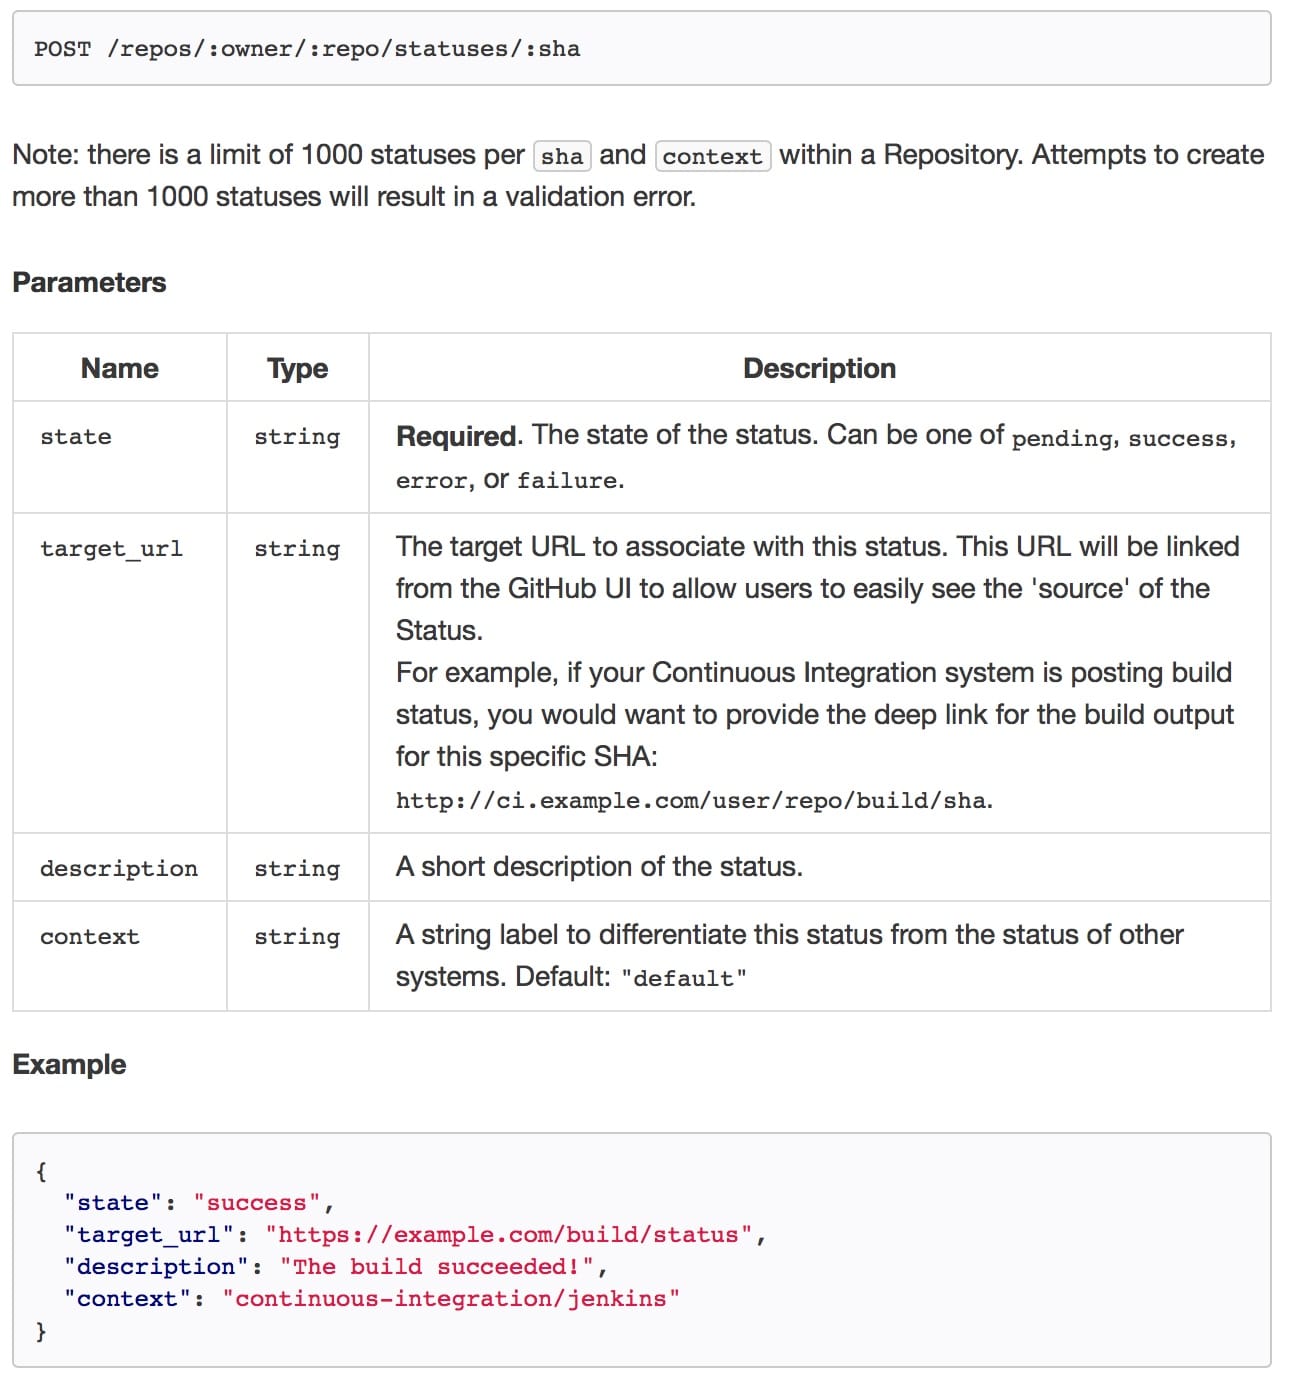 POST /repos/:owner/:repo/statuses/:sha
Note: there is a limit of 1000 statuses per sha and context within a Repository. Attempts to create
more than 1000 statuses will result in a validation error.
Parameters
Name Type Description
state string Required. The state of the status. Can be one of pending, success,
error, or failure.
target_url string The target URL to associate with this status. This URL will be linked
from the GitHub UI to allow users to easily see the 'source' of the
Status.
For example, if your Continuous Integration system is posting build
status, you would want to provide the deep link for the build output
for this specific SHA:
http://ci.example.com/user/repo/build/sha.
description string A short description of the status.
context string A string label to differentiate this status from the status of other
systems. Default: "default"
Example
{
"state": "success",
"target_url": "https://example.com/build/status",
"description": "The build succeeded!",
"context": "continuous-integration/jenkins"
}